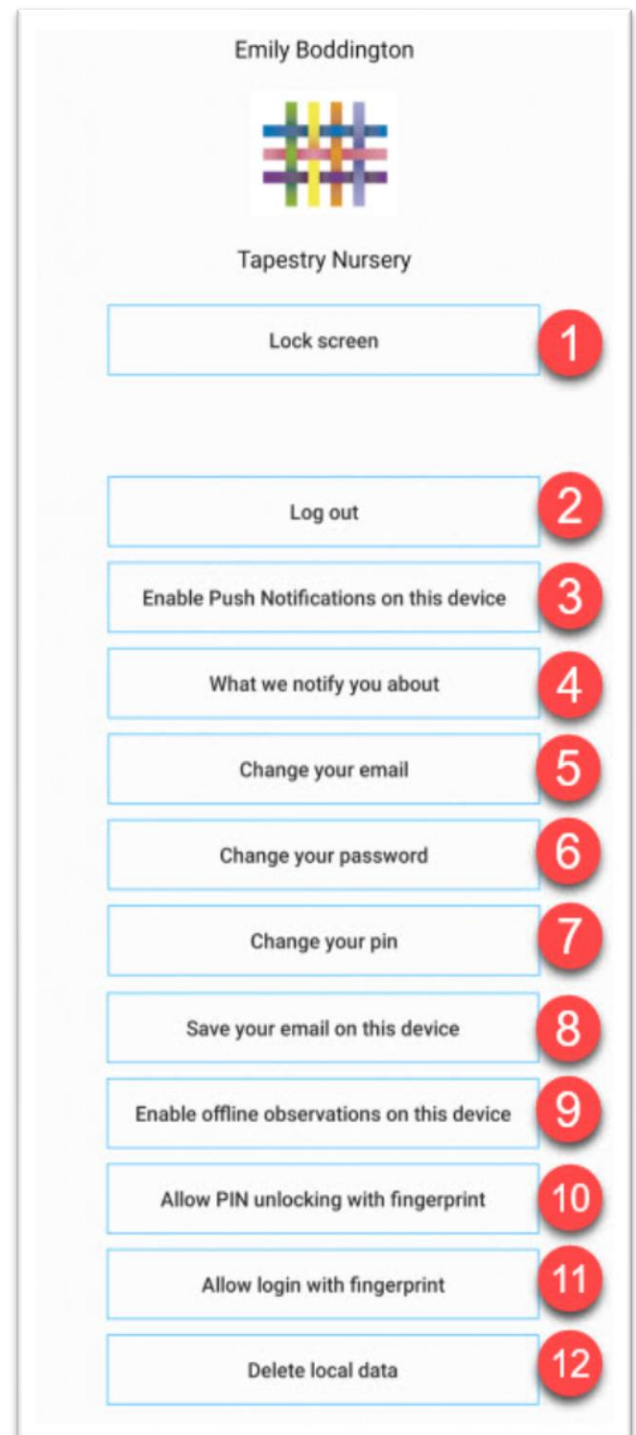 Emily Boddington
Tapestry Nursery
Lock screen 1
Log out 2
Enable Push Notifications on this device 3
What we notify you about 4
Change your email 5
Change your password 6
Change your pin 7
Save your email on this device 8
Enable offline observations on this device 9
Allow PIN unlocking with fingerprint 10
Allow login with fingerprint 11
Delete local data 12